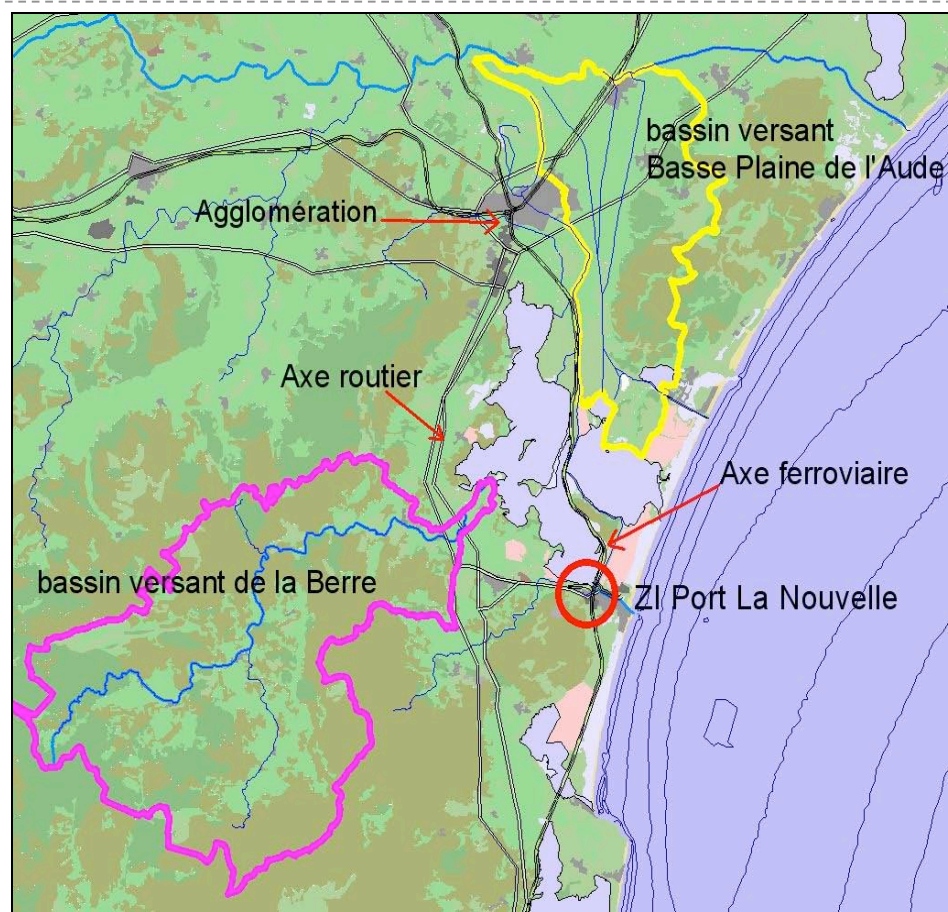 bassin versant
Basse Plaine de l'Aude
Agglomération
Axe routier
Axe ferroviaire
bassin versant de la Berre
ZI Port La Nouvelle